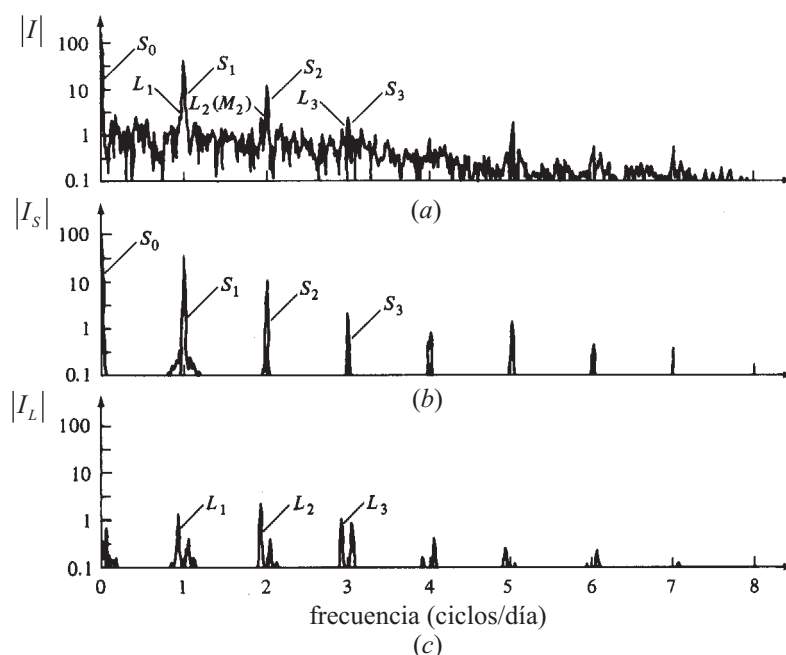 |I|
100
10
1
0.1
S₀
L₁
S₁
L₂(M₂)
S₂
L₃
S₃
(a)
|I_S|
100
10
1
0.1
S₀
S₁
S₂
S₃
(b)
|I_L|
100
10
1
0.1
L₁
L₂
L₃
0 1 2 3 4 5 6 7 8
frecuencia (ciclos/día)
(c)